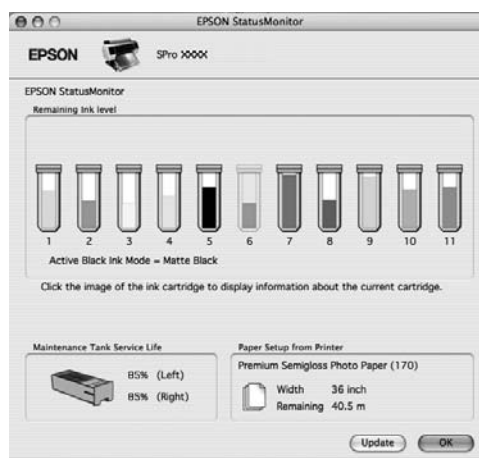 EPSON StatusMonitor
EPSON
SPro XXXX
EPSON StatusMonitor
Remaining Ink level
1 2 3 4 5 6 7 8 9 10 11
Active Black Ink Mode = Matte Black
Click the image of the ink cartridge to display information about the current cartridge.
Maintenance Tank Service Life
85% (Left)
85% (Right)
Paper Setup from Printer
Premium Semigloss Photo Paper (170)
Width 36 inch
Remaining 40.5 m
Update
OK